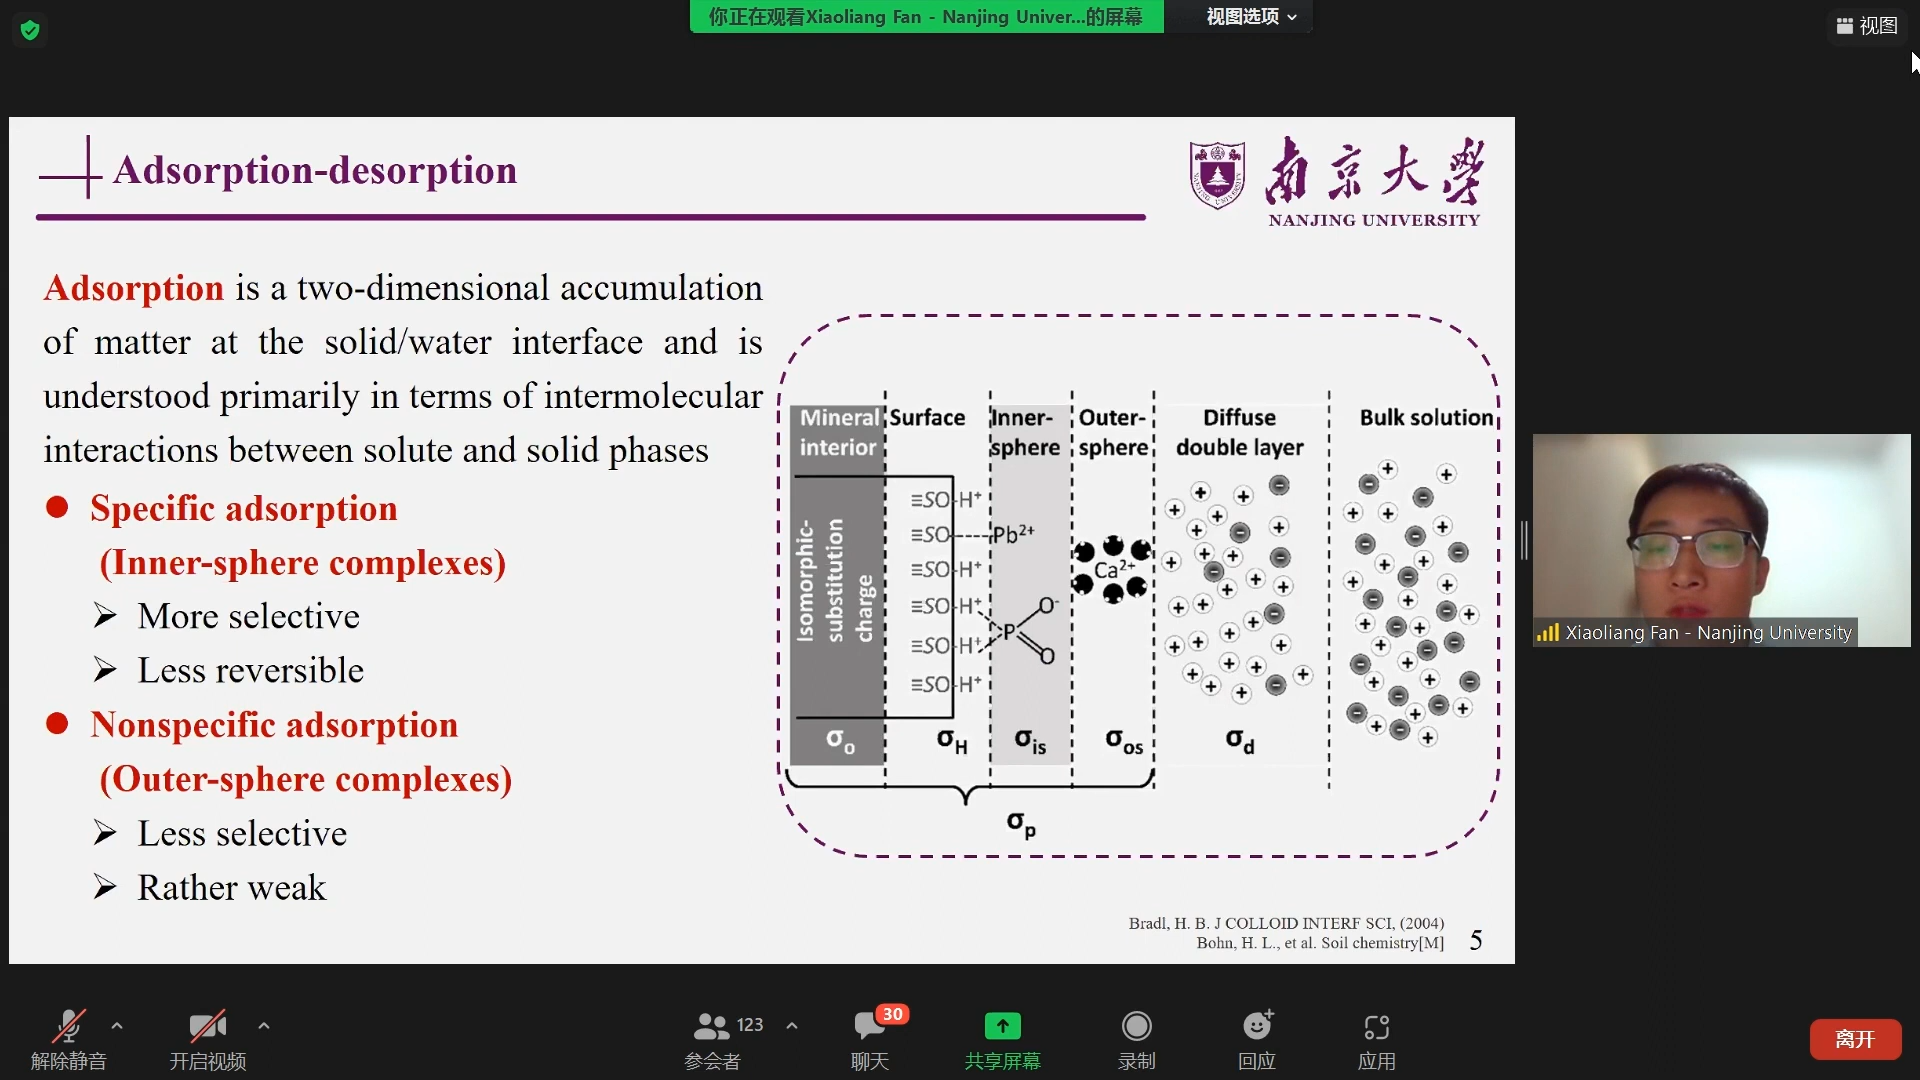 你正在观看Xiaoliang Fan - Nanjing Univer...的屏幕
视图选项
视图
Adsorption-desorption
南京大学
NANJING UNIVERSITY
Adsorption is a two-dimensional accumulation
of matter at the solid/water interface and is
understood primarily in terms of intermolecular
interactions between solute and solid phases
Specific adsorption
(Inner-sphere complexes)
More selective
Less reversible
Nonspecific adsorption
(Outer-sphere complexes)
Less selective
Rather weak
Mineral interior
Surface
Inner-sphere
Outer-sphere
Diffuse double layer
Bulk solution
Isomorphic-substitution charge
≡SO-H⁺
≡SO-----Pb²⁺
≡SO-H⁺
≡SO-H⁺
≡SO-H⁺
≡SO-H⁺
P
O⁻
O
Ca²⁺
σo
σH
σis
σos
σd
σp
Bradl, H. B. J COLLOID INTERF SCI, (2004)
Bohn, H. L., et al. Soil chemistry[M]
5
Xiaoliang Fan - Nanjing University
解除静音
开启视频
123
参会者
30
聊天
共享屏幕
录制
回应
应用
离开